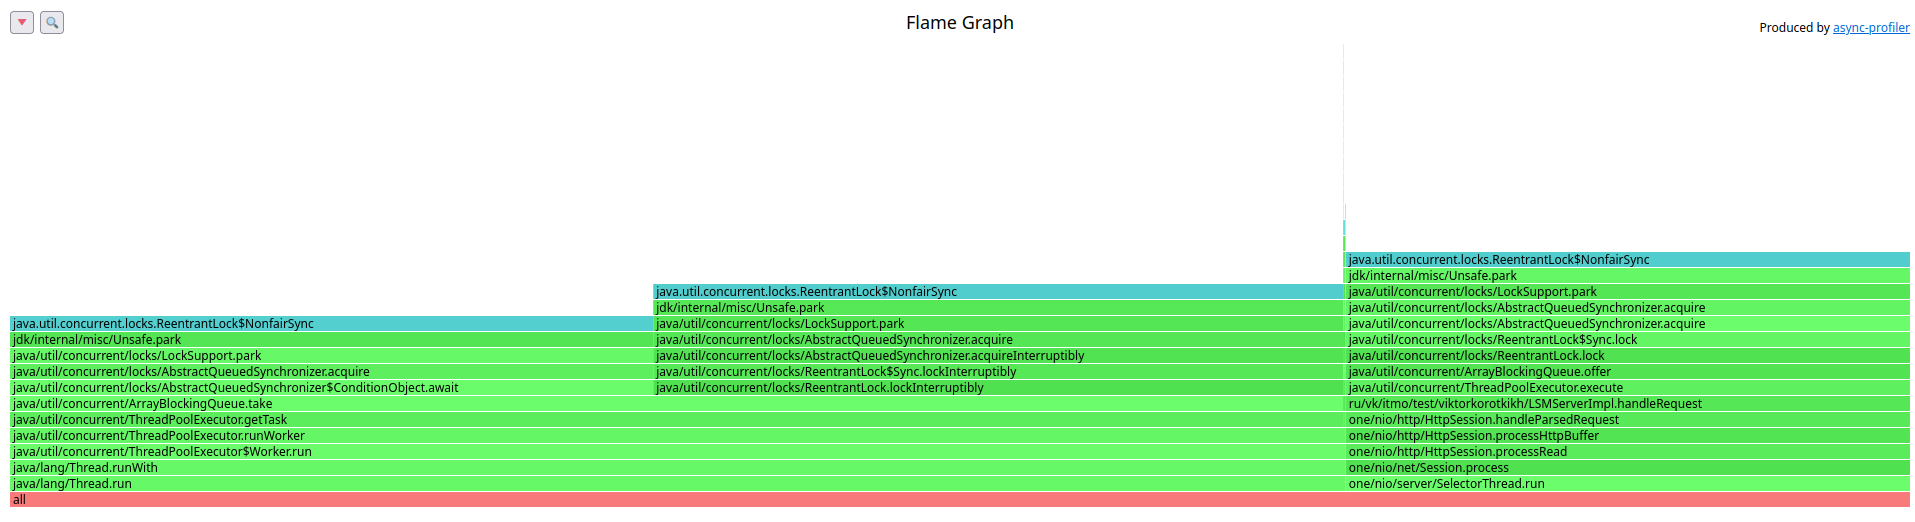 Flame Graph
Produced by async-profiler
java.util.concurrent.locks.ReentrantLock$NonfairSync
jdk/internal/misc/Unsafe.park
java.util.concurrent.locks.ReentrantLock$NonfairSync java/util/concurrent/locks/LockSupport.park
jdk/internal/misc/Unsafe.park java/util/concurrent/locks/AbstractQueuedSynchronizer.acquire
java.util.concurrent.locks.ReentrantLock$NonfairSync java/util/concurrent/locks/LockSupport.park java/util/concurrent/locks/AbstractQueuedSynchronizer.acquire
jdk/internal/misc/Unsafe.park java/util/concurrent/locks/AbstractQueuedSynchronizer.acquire java/util/concurrent/locks/ReentrantLock$Sync.lock
java/util/concurrent/locks/LockSupport.park java/util/concurrent/locks/AbstractQueuedSynchronizer.acquireInterruptibly java/util/concurrent/locks/ReentrantLock.lock
java/util/concurrent/locks/AbstractQueuedSynchronizer.acquire java/util/concurrent/locks/ReentrantLock$Sync.lockInterruptibly java/util/concurrent/ArrayBlockingQueue.offer
java/util/concurrent/locks/AbstractQueuedSynchronizer$ConditionObject.await java/util/concurrent/locks/ReentrantLock.lockInterruptibly java/util/concurrent/ThreadPoolExecutor.execute
java/util/concurrent/ArrayBlockingQueue.take ru/vk/itmo/test/viktorkorotkikh/LSMServerImpl.handleRequest
java/util/concurrent/ThreadPoolExecutor.getTask one/nio/http/HttpSession.handleParsedRequest
java/util/concurrent/ThreadPoolExecutor.runWorker one/nio/http/HttpSession.processHttpBuffer
java/util/concurrent/ThreadPoolExecutor$Worker.run one/nio/http/HttpSession.processRead
java/lang/Thread.runWith one/nio/net/Session.process
java/lang/Thread.run one/nio/server/SelectorThread.run
all